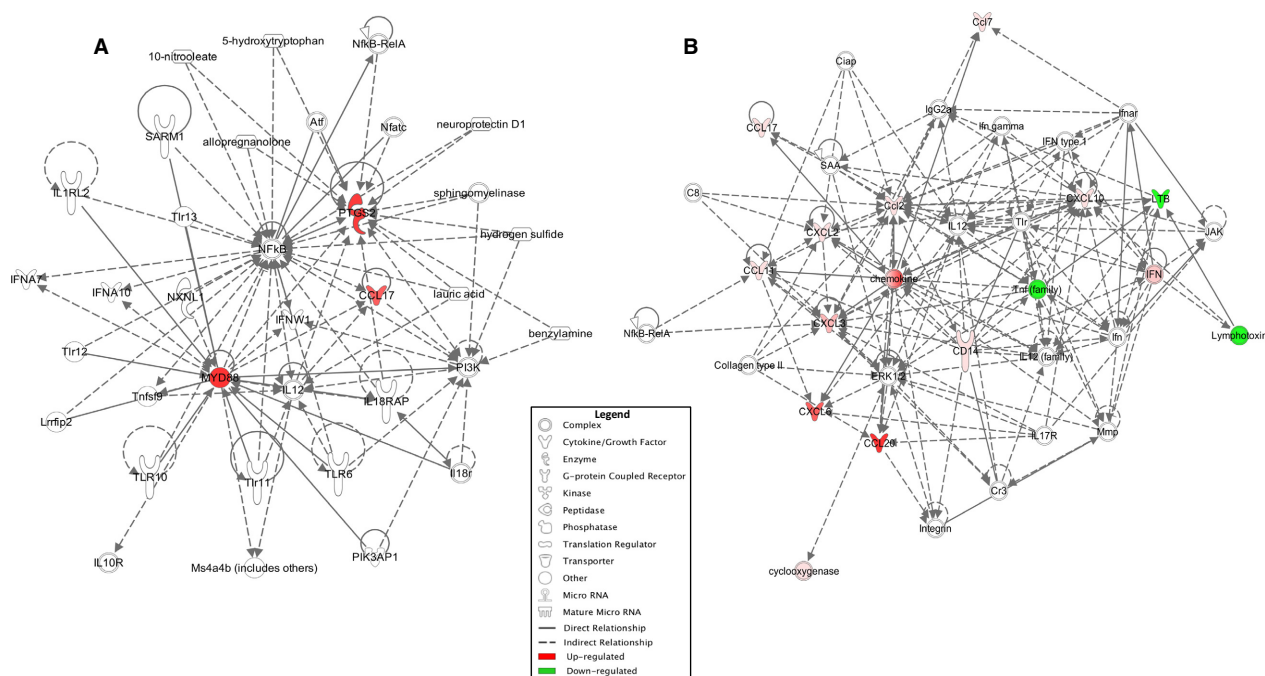 A
5-hydroxytryptophan
NfkB-RelA
10-nitrooleate
SARM1
Atf
Nfatc
neuroprotectin D1
allopregnanolone
IL1RL2
sphingomyelinase
Tlr13
PTGS2
hydrogen sulfide
NFkB
IFNA7
IFNA10
NXNL1
CCL17
lauric acid
IFNW1
benzylamine
Tlr12
PI3K
MYD88
IL12
Tnfsf9
IL18RAP
Lrrfip2
TLR10
Tlr11
TLR6
Il18r
IL10R
Ms4a4b (includes others)
PIK3AP1
B
Ccl7
Ciap
IgG2a
Ifnar
CCL17
Ifn gamma
IFN type 1
SAA
C8
Ccl2
CXCL10
LTB
CXCL2
IL12
Tlr
JAK
CCL11
chemokine
IFN
Tnf (family)
NfkB-RelA
CXCL3
Ifn
Lymphotoxin
CD14
IL12 (family)
Collagen type II
ERK1/2
CXCL6
CCL20
IL17R
Mmp
Cr3
Integrin
cyclooxygenase
Legend
Complex
Cytokine/Growth Factor
Enzyme
G-protein Coupled Receptor
Kinase
Peptidase
Phosphatase
Translation Regulator
Transporter
Other
Micro RNA
Mature Micro RNA
Direct Relationship
Indirect Relationship
Up-regulated
Down-regulated